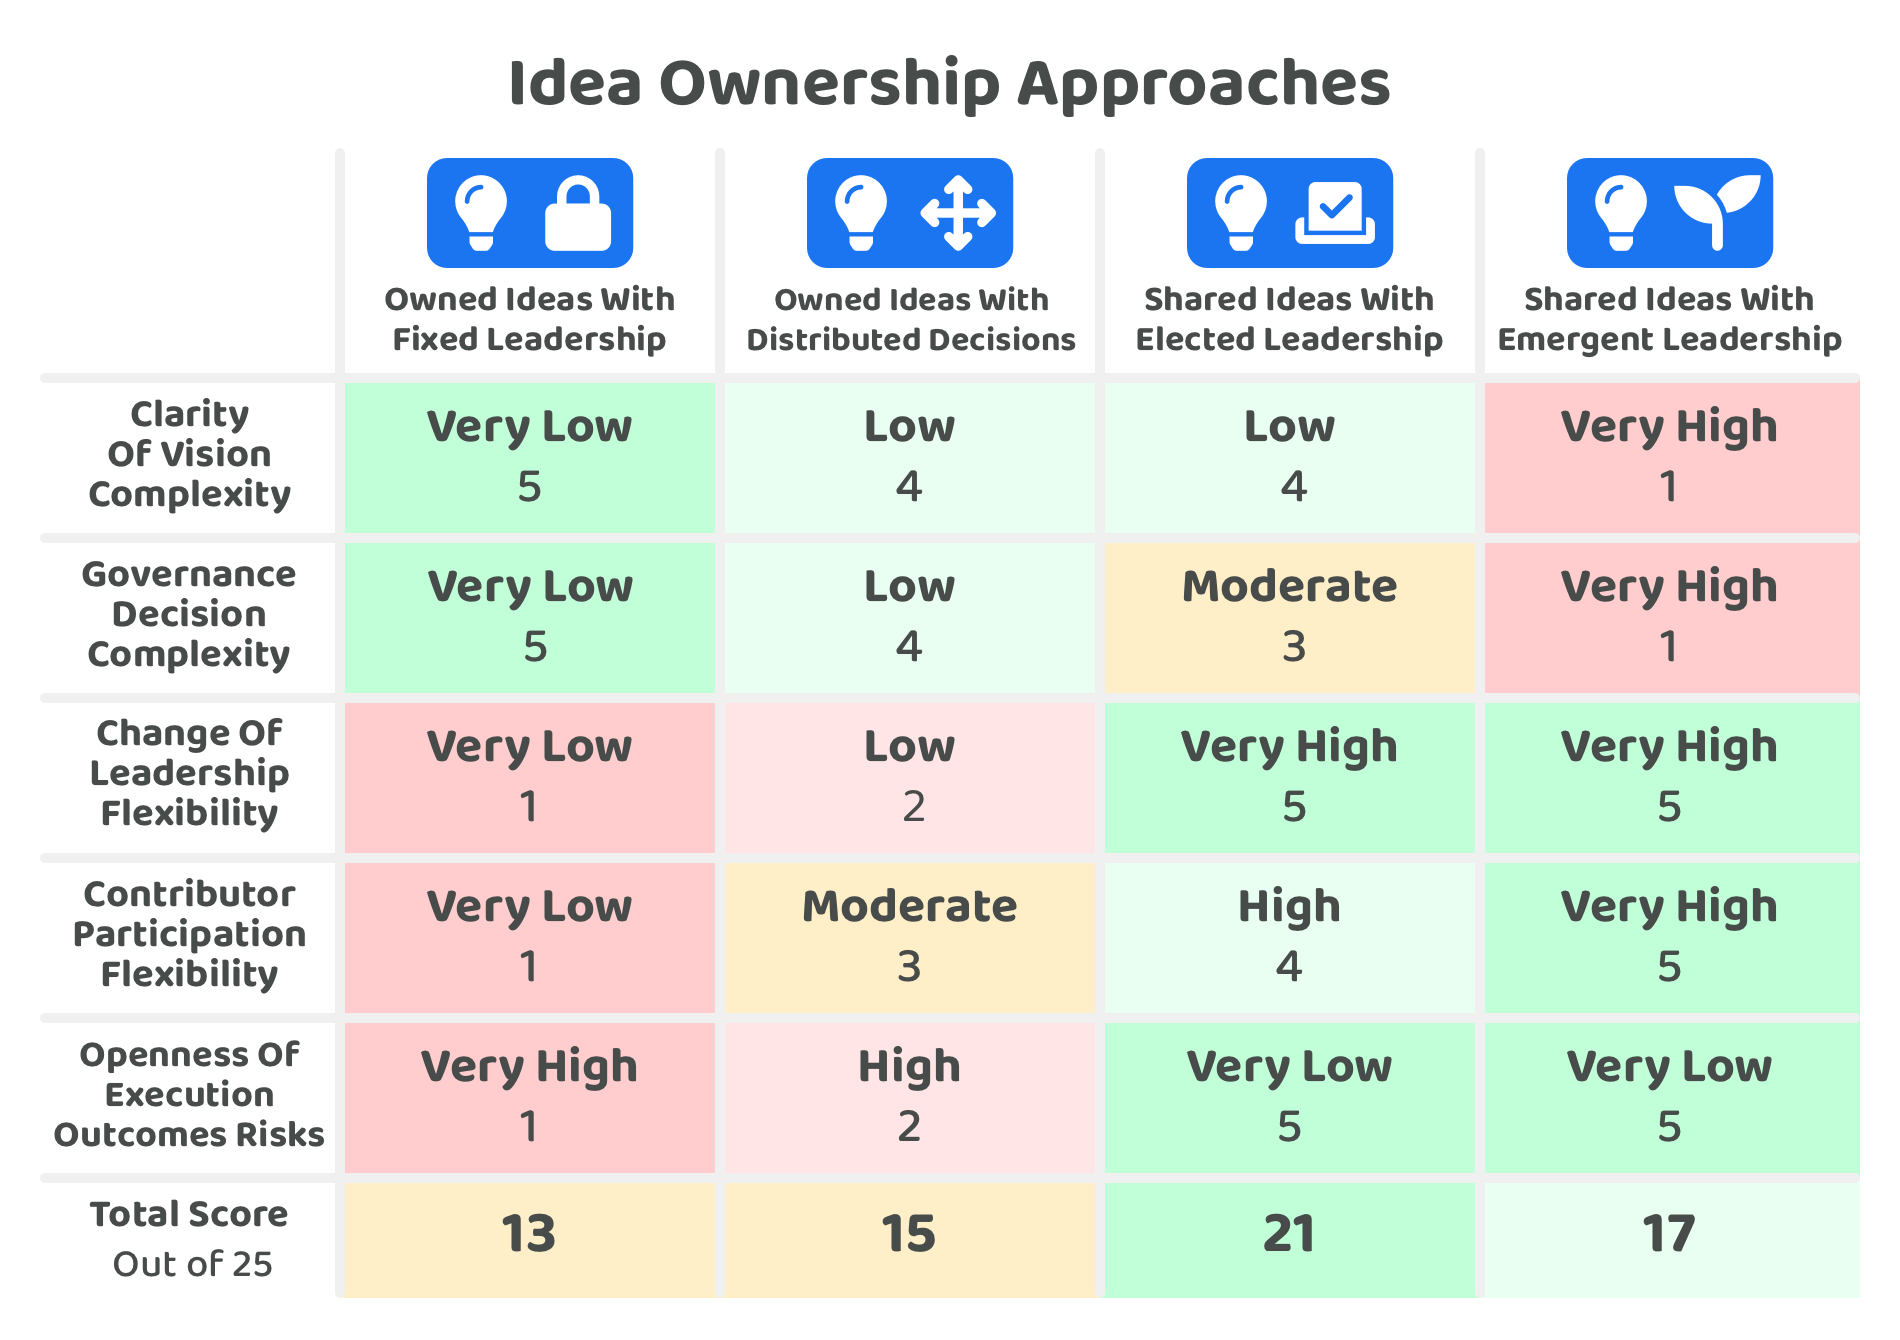 Idea Ownership Approaches
Owned Ideas With
Fixed Leadership
Owned Ideas With
Distributed Decisions
Shared Ideas With
Elected Leadership
Shared Ideas With
Emergent Leadership
Clarity
Of Vision
Complexity
Very Low
5
Low
4
Low
4
Very High
1
Governance
Decision
Complexity
Very Low
5
Low
4
Moderate
3
Very High
1
Change Of
Leadership
Flexibility
Very Low
1
Low
2
Very High
5
Very High
5
Contributor
Participation
Flexibility
Very Low
1
Moderate
3
High
4
Very High
5
Openness Of
Execution
Outcomes Risks
Very High
1
High
2
Very Low
5
Very Low
5
Total Score
Out of 25
13
15
21
17